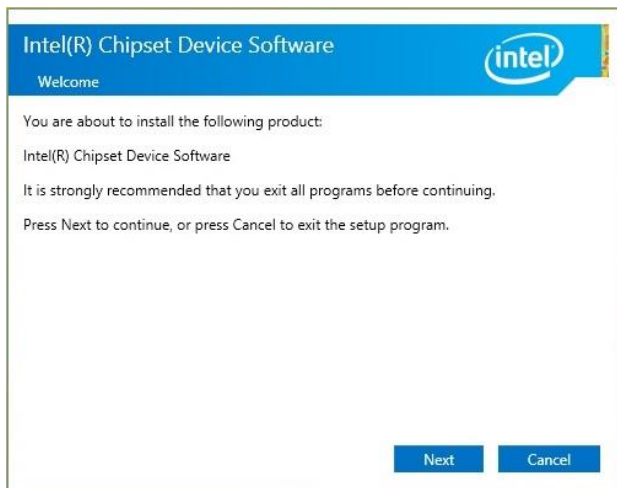 Intel(R) Chipset Device Software
intel
Welcome
You are about to install the following product:
Intel(R) Chipset Device Software
It is strongly recommended that you exit all programs before continuing.
Press Next to continue, or press Cancel to exit the setup program.
Next Cancel